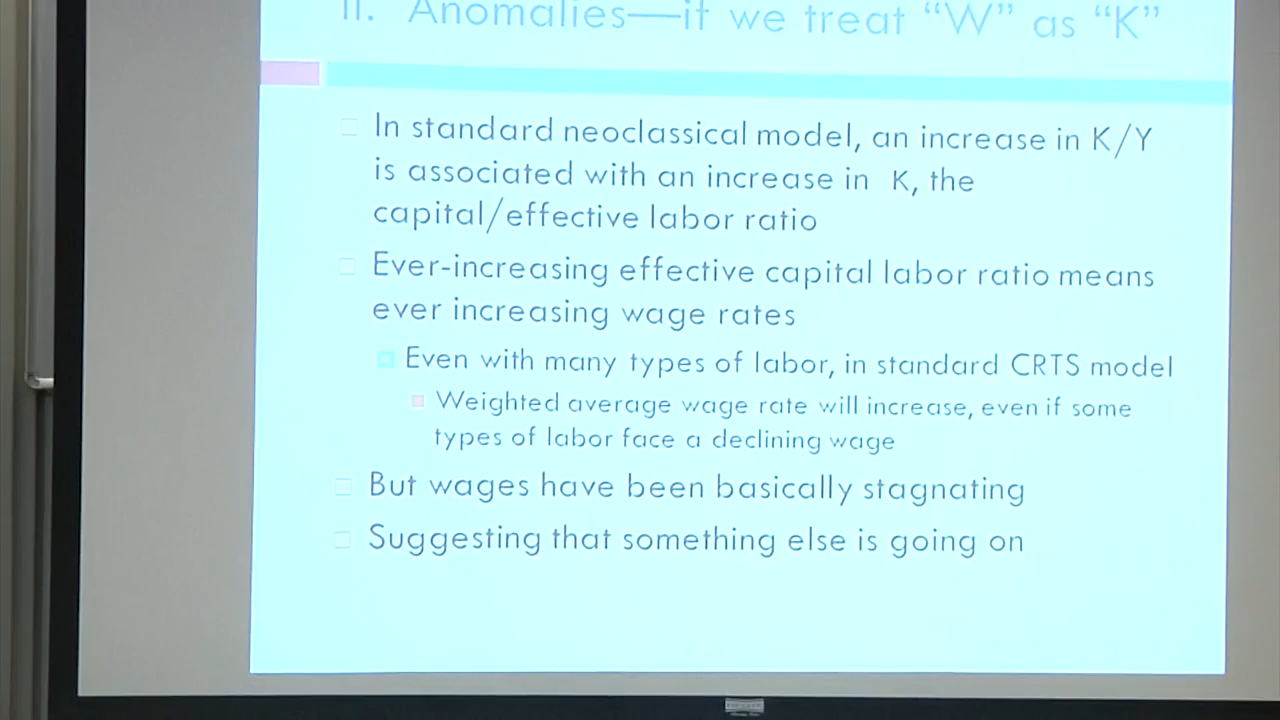 II. Anomalies—if we treat “W” as “K”
In standard neoclassical model, an increase in K/Y
is associated with an increase in K, the
capital/effective labor ratio
Ever-increasing effective capital labor ratio means
ever increasing wage rates
Even with many types of labor, in standard CRTS model
Weighted average wage rate will increase, even if some
types of labor face a declining wage
But wages have been basically stagnating
Suggesting that something else is going on